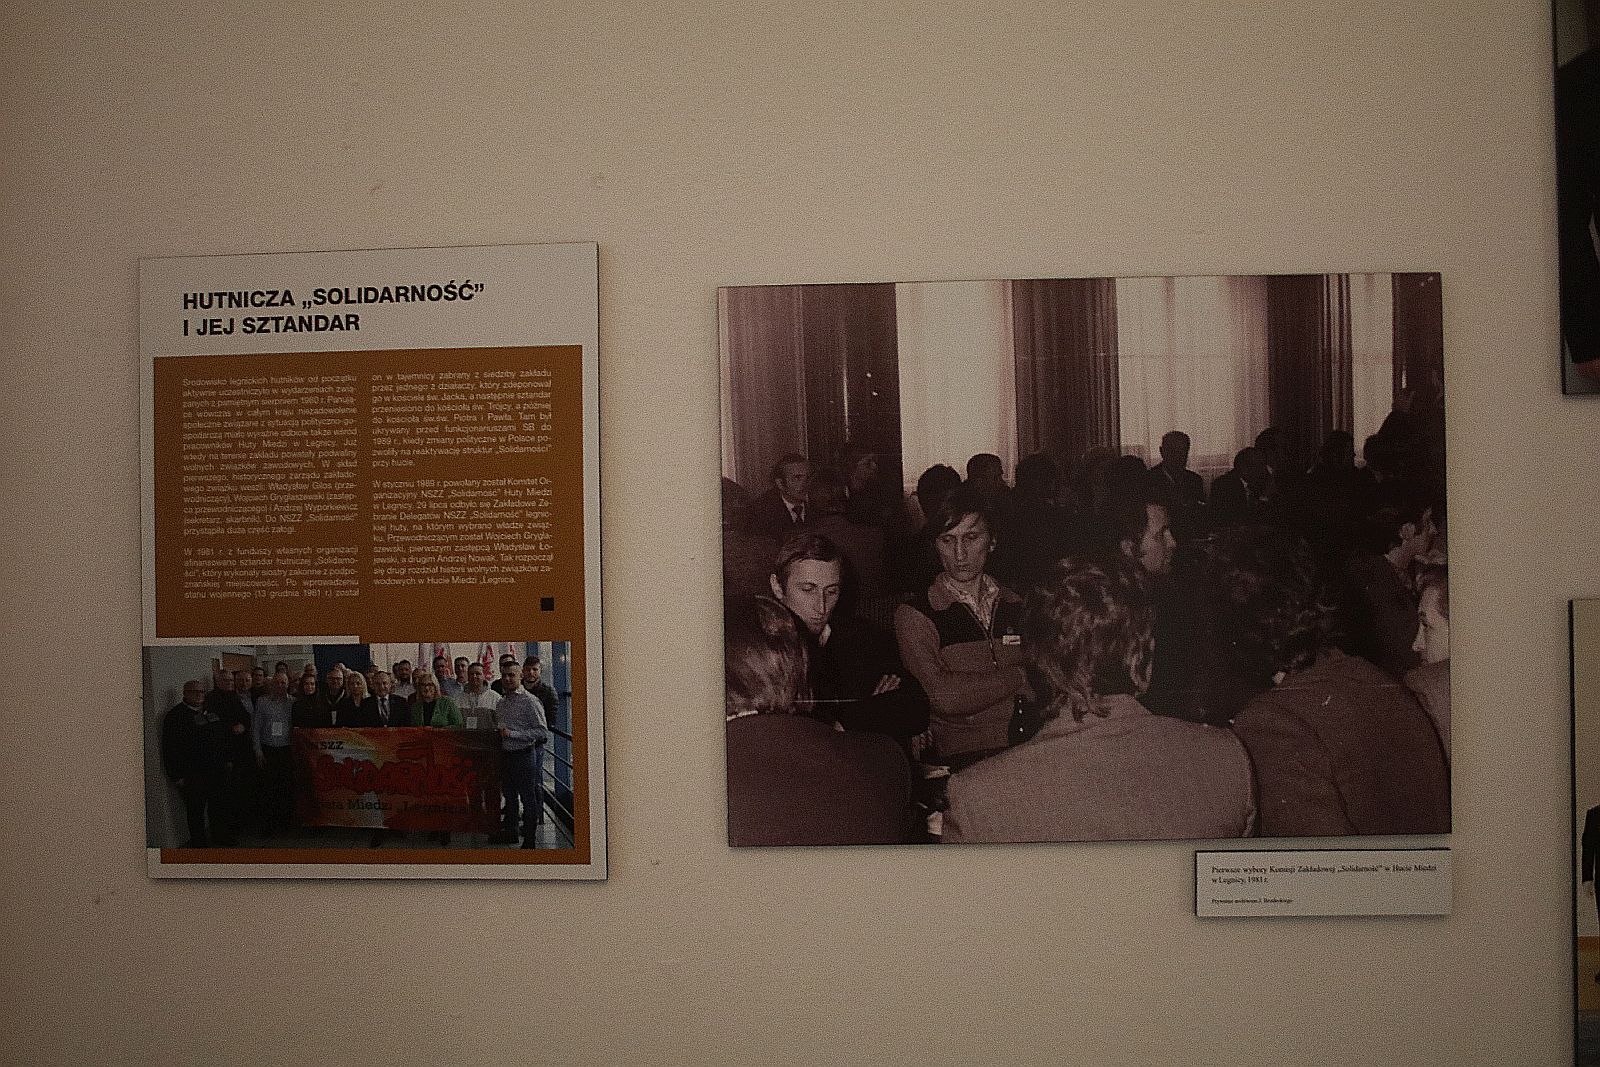 HUTNICZA „SOLIDARNOŚĆ”
I JEJ SZTANDAR
Środowisko legnickich hutników od początku
aktywnie uczestniczyło w wydarzeniach zwią-
zanych z pamiętnym sierpniem 1980 r. Panują-
ce wówczas w całym kraju niezadowolenie
społeczne związane z sytuacją polityczno-go-
spodarczą miało wyraźne odbicie także wśród
pracowników Huty Miedzi w Legnicy. Już
wtedy na terenie zakładu powstały podwaliny
wolnych związków zawodowych. W skład
pierwszego, historycznego zarządu zakłado-
wego związku weszli: Władysław Gilos (prze-
wodniczący), Wojciech Gryglaszewski (zastęp-
ca przewodniczącego) i Andrzej Wyporkiewicz
(sekretarz, skarbnik). Do NSZZ „Solidarność”
przystąpiła duża część załogi.
W 1981 r. z funduszy własnych organizacji
sfinansowano sztandar hutniczej „Solidarno-
ści”, który wykonały siostry zakonne z podpo-
znańskiej miejscowości. Po wprowadzeniu
stanu wojennego (13 grudnia 1981 r.) został
on w tajemnicy zabrany z siedziby zakładu
przez jednego z działaczy, który zdeponował
go w kościele św. Jacka, a następnie sztandar
przeniesiono do kościoła św. Trójcy, a później
do kościoła św.św. Piotra i Pawła. Tam był
ukrywany przed funkcjonariuszami SB do
1989 r., kiedy zmiany polityczne w Polsce po-
zwoliły na reaktywację struktur „Solidarności”
przy hucie.
W styczniu 1989 r. powołany został Komitet Or-
ganizacyjny NSZZ „Solidarność” Huty Miedzi
w Legnicy. 29 lipca odbyło się Zakładowe Ze-
branie Delegatów NSZZ „Solidarność” legnic-
kiej huty, na którym wybrano władze związ-
ku. Przewodniczącym został Wojciech Grygla-
szewski, pierwszym zastępcą Władysław Ło-
jewski, a drugim Andrzej Nowak. Tak rozpoczął
się drugi rozdział historii wolnych związków za-
wodowych w Hucie Miedzi „Legnica.
NSZZ
Solidarność
Huta Miedzi „Legnica”
Pierwsze wybory Komisji Zakładowej „Solidarność” w Hucie Miedzi
w Legnicy, 1981 r.
Prywatne archiwum J.